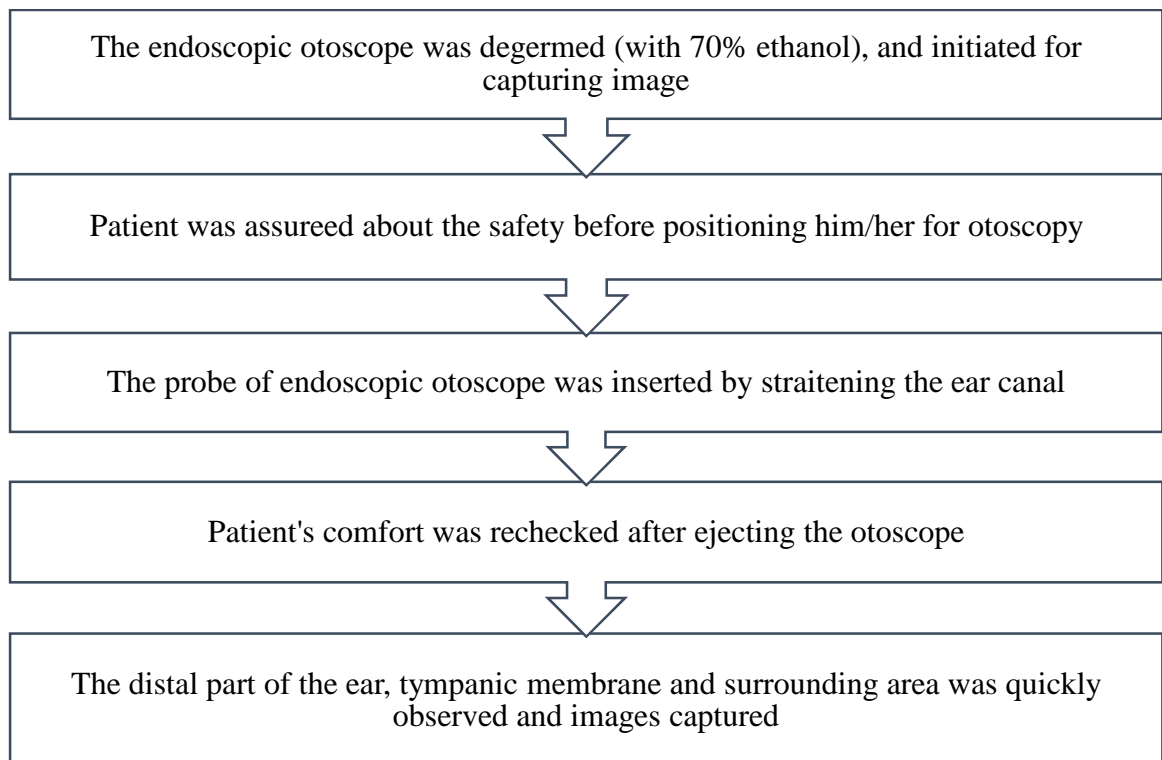 The endoscopic otoscope was degermed (with 70% ethanol), and initiated for
capturing image
Patient was assureed about the safety before positioning him/her for otoscopy
The probe of endoscopic otoscope was inserted by straitening the ear canal
Patient's comfort was rechecked after ejecting the otoscope
The distal part of the ear, tympanic membrane and surrounding area was quickly
observed and images captured